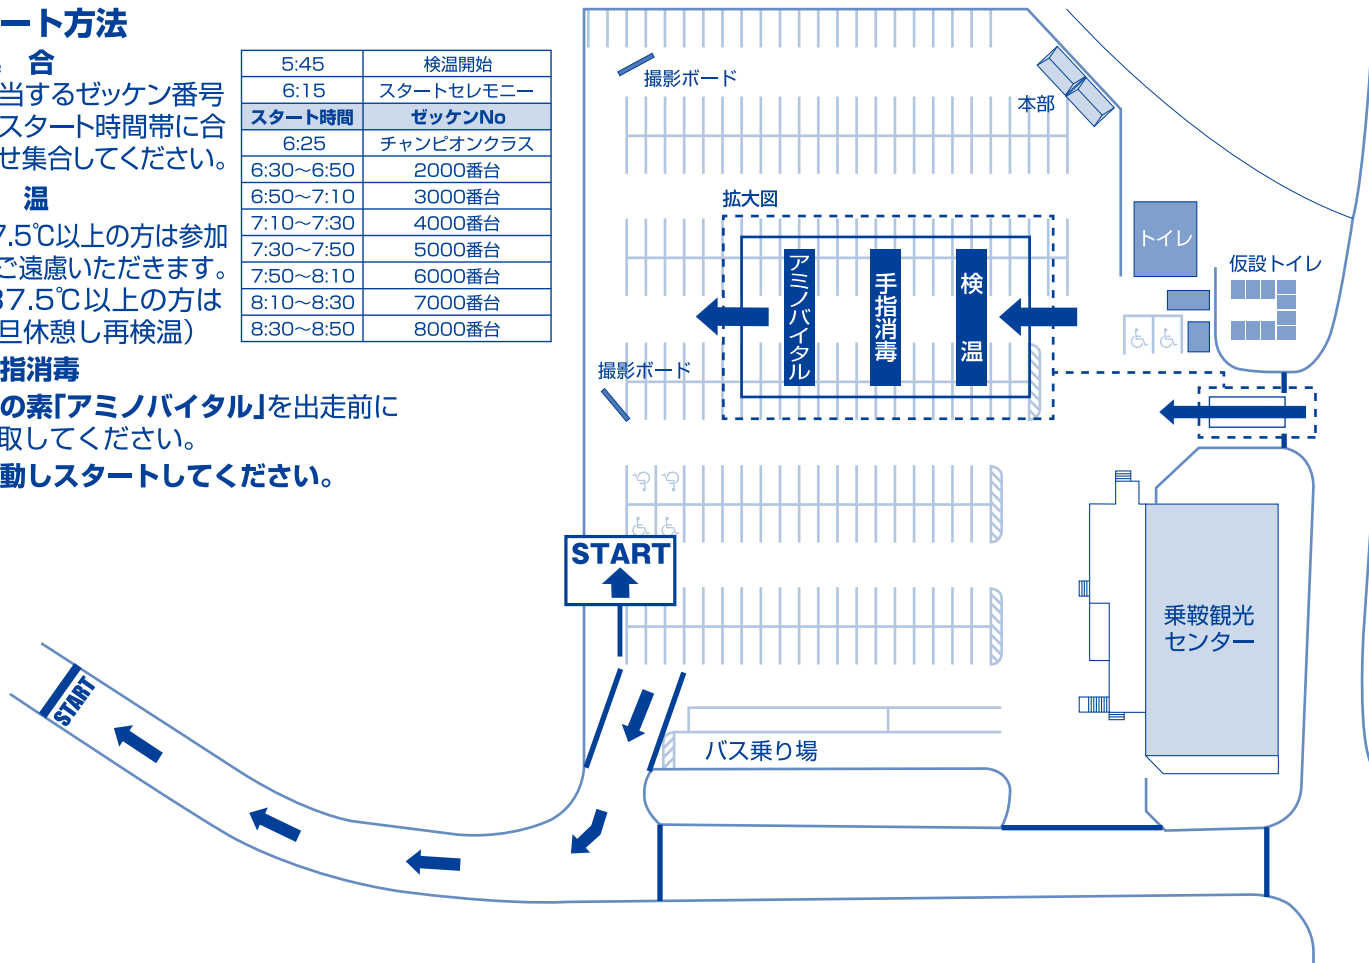 ート方法
合
当するゼッケン番号
スタート時間帯に合
せ集合してください。
温
7.5℃以上の方は参加
ご遠慮いただきます。
37.5℃以上の方は
旦休憩し再検温）
指消毒
の素「アミノバイタル」を出走前に
取してください。
動しスタートしてください。
5:45 検温開始
6:15 スタートセレモニー
スタート時間 ゼッケンNo
6:25 チャンピオンクラス
6:30～6:50 2000番台
6:50～7:10 3000番台
7:10～7:30 4000番台
7:30～7:50 5000番台
7:50～8:10 6000番台
8:10～8:30 7000番台
8:30～8:50 8000番台
撮影ボード
本部
拡大図
アミノバイタル
手指消毒
検温
トイレ
仮設トイレ
撮影ボード
START
乗鞍観光
センター
START
バス乗り場